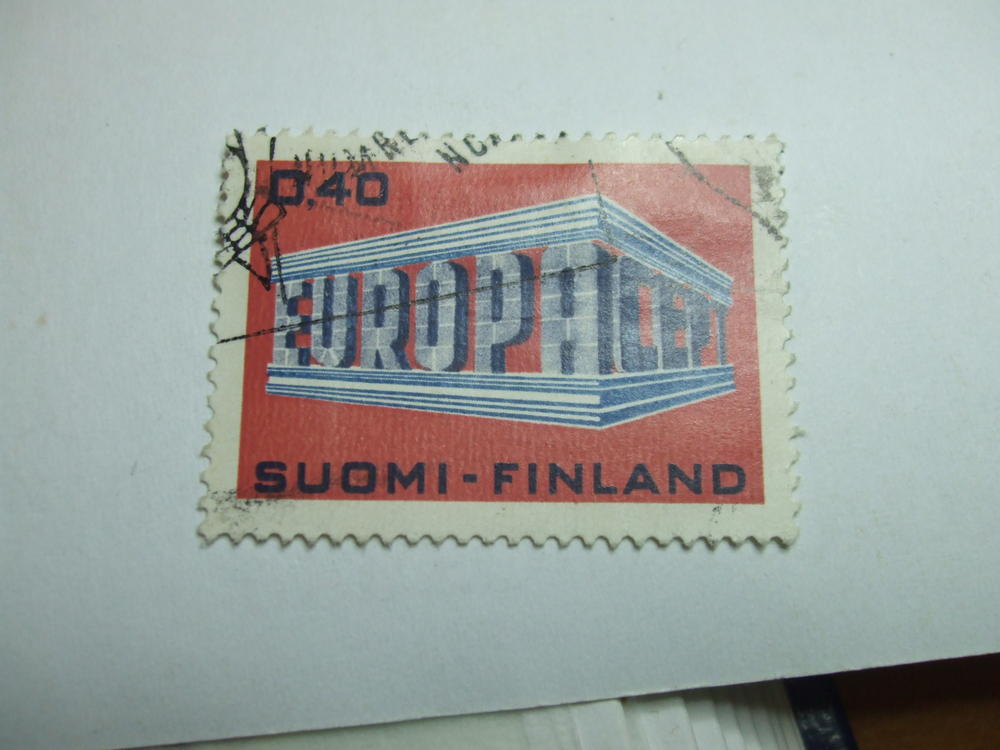 0,40
EUROPA CEPT
SUOMI-FINLAND